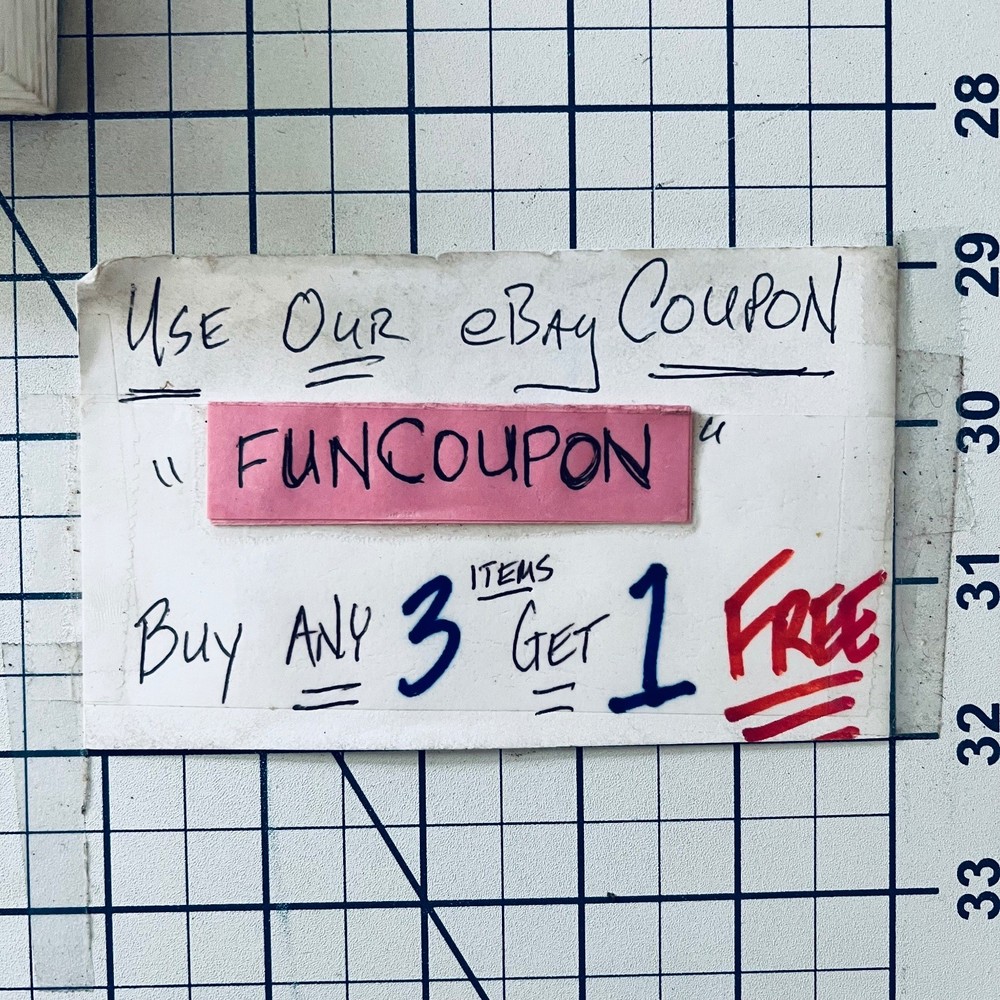 Use Our eBay Coupon
"FUNCOUPON"
Buy Any 3 Items Get 1 Free
28
29
30
31
32
33